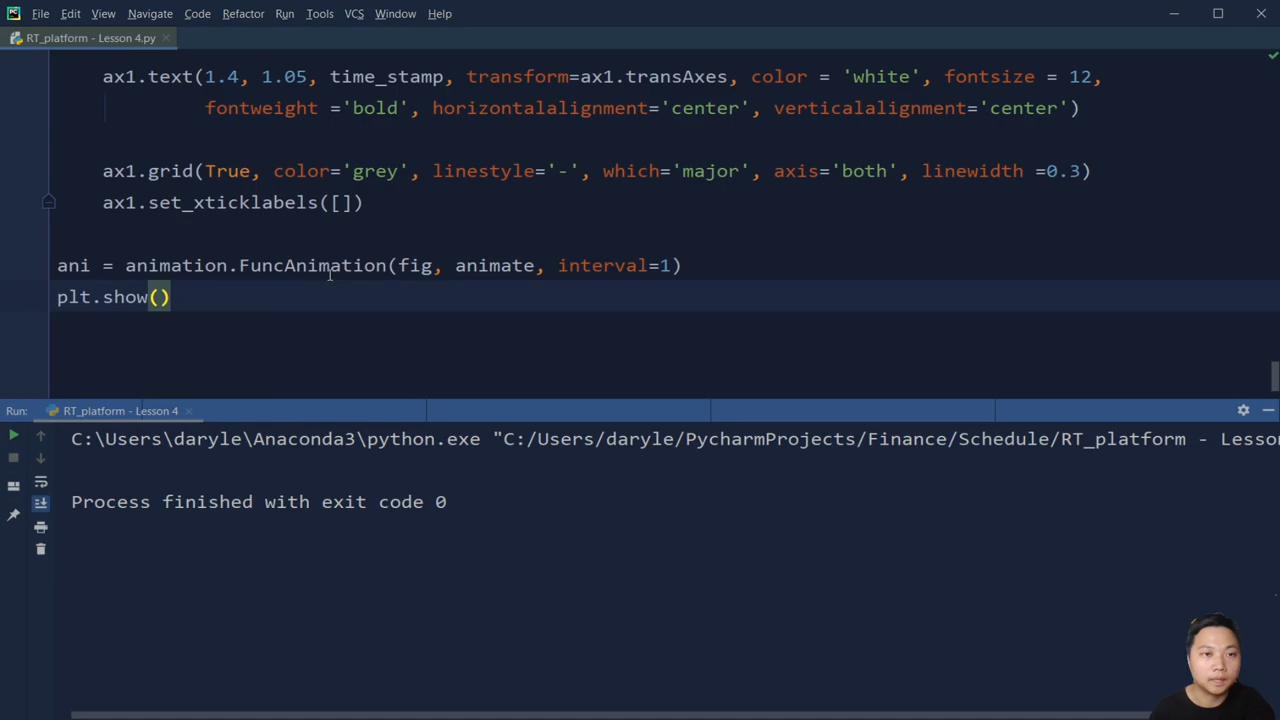 PC File Edit View Navigate Code Refactor Run Tools VCS Window Help
RT_platform - Lesson 4.py
ax1.text(1.4, 1.05, time_stamp, transform=ax1.transAxes, color = 'white', fontsize = 12,
fontweight ='bold', horizontalalignment='center', verticalalignment='center')
ax1.grid(True, color='grey', linestyle='-', which='major', axis='both', linewidth =0.3)
ax1.set_xticklabels([])
ani = animation.FuncAnimation(fig, animate, interval=1)
plt.show()
Run: RT_platform - Lesson 4
C:\Users\daryle\Anaconda3\python.exe "C:/Users/daryle/PycharmProjects/Finance/Schedule/RT_platform - Lesso
Process finished with exit code 0